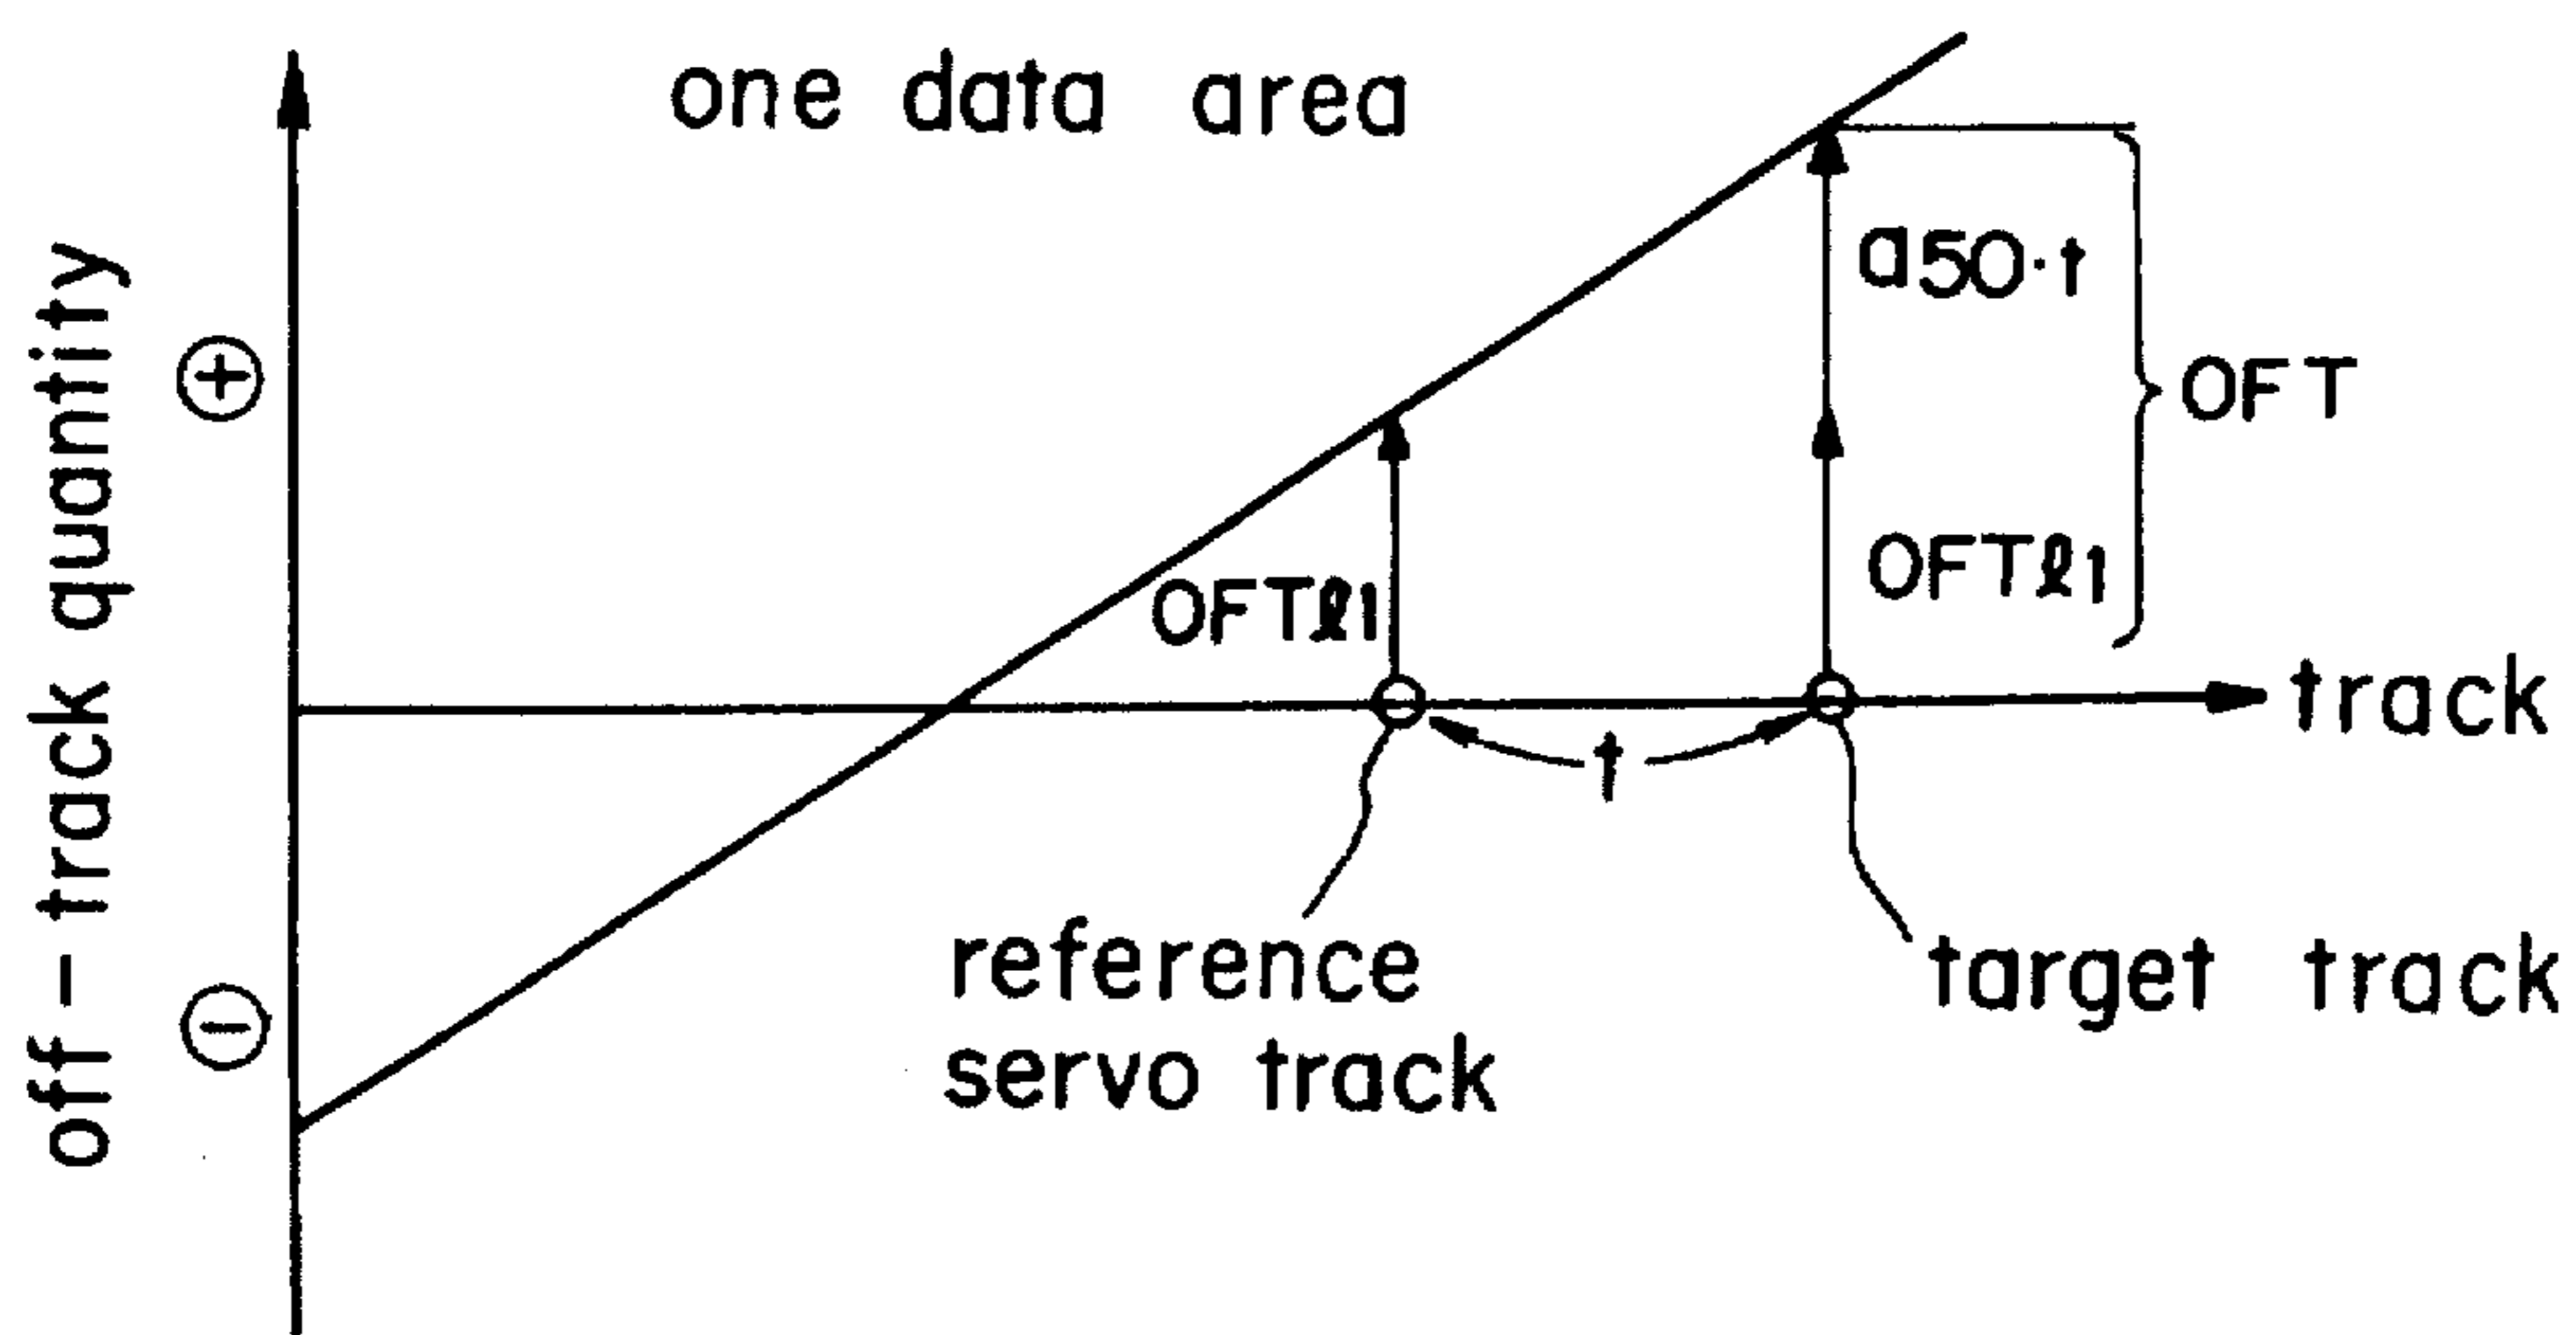 one data area
off-track quantity
⊕
⊖
a50·t
OFT
OFTℓ1
OFTℓ1
track
t
reference
servo track
target track